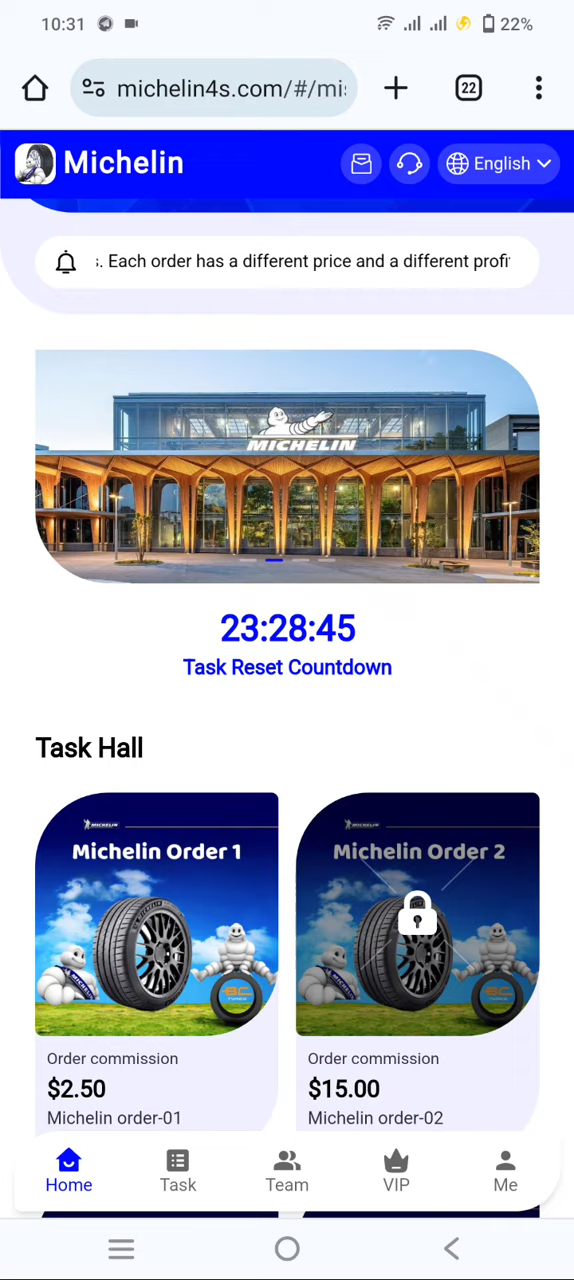 10:31
22%
michelin4s.com/#/mi
22
Michelin
English
s. Each order has a different price and a different profi
MICHELIN
23:28:45
Task Reset Countdown
Task Hall
MICHELIN
Michelin Order 1
MICHELIN
Michelin Order 2
Order commission
$2.50
Michelin order-01
Order commission
$15.00
Michelin order-02
Home
Task
Team
VIP
Me